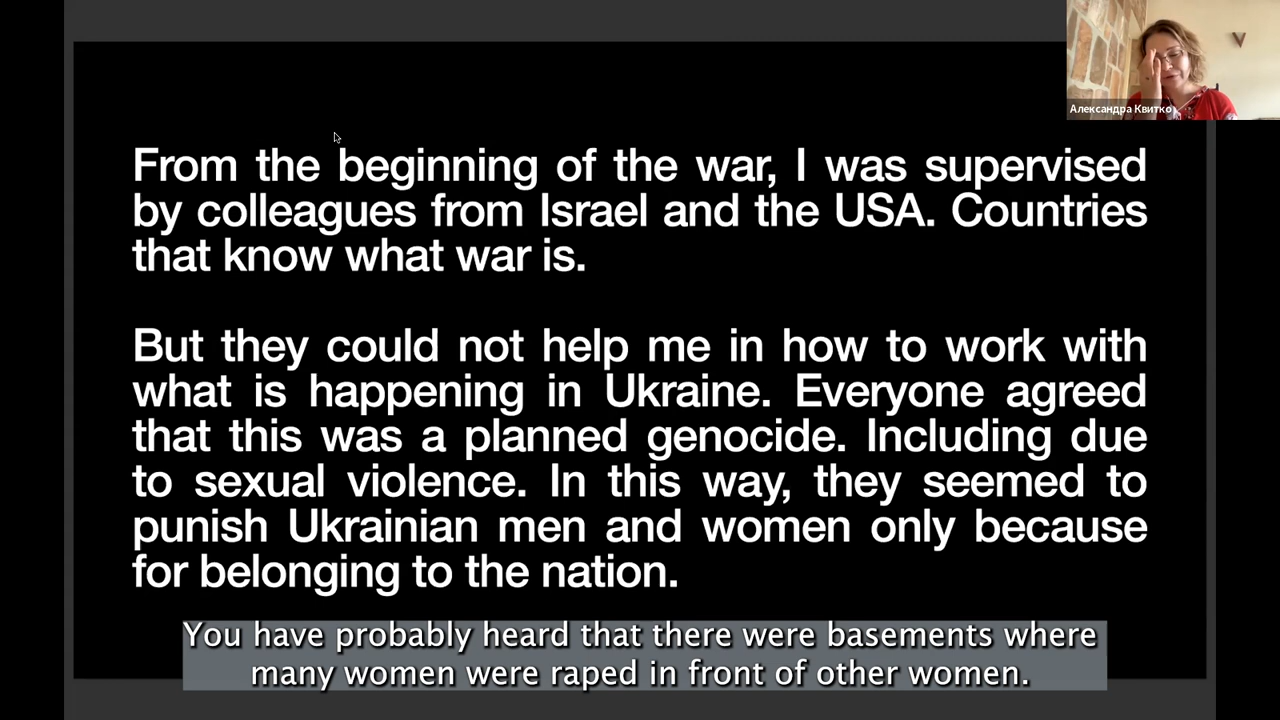 Александра Квитко
From the beginning of the war, I was supervised
by colleagues from Israel and the USA. Countries
that know what war is.
But they could not help me in how to work with
what is happening in Ukraine. Everyone agreed
that this was a planned genocide. Including due
to sexual violence. In this way, they seemed to
punish Ukrainian men and women only because
for belonging to the nation.
You have probably heard that there were basements where
many women were raped in front of other women.